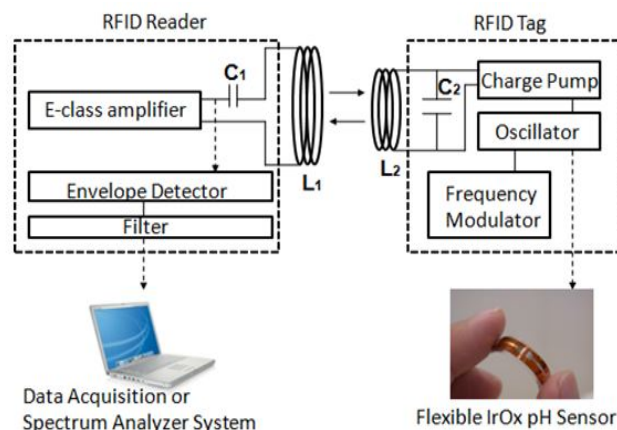 RFID Reader
E-class amplifier
C1
L1
Envelope Detector
Filter
Data Acquisition or
Spectrum Analyzer System
RFID Tag
L2
C2
Charge Pump
Oscillator
Frequency
Modulator
Flexible IrOx pH Sensor